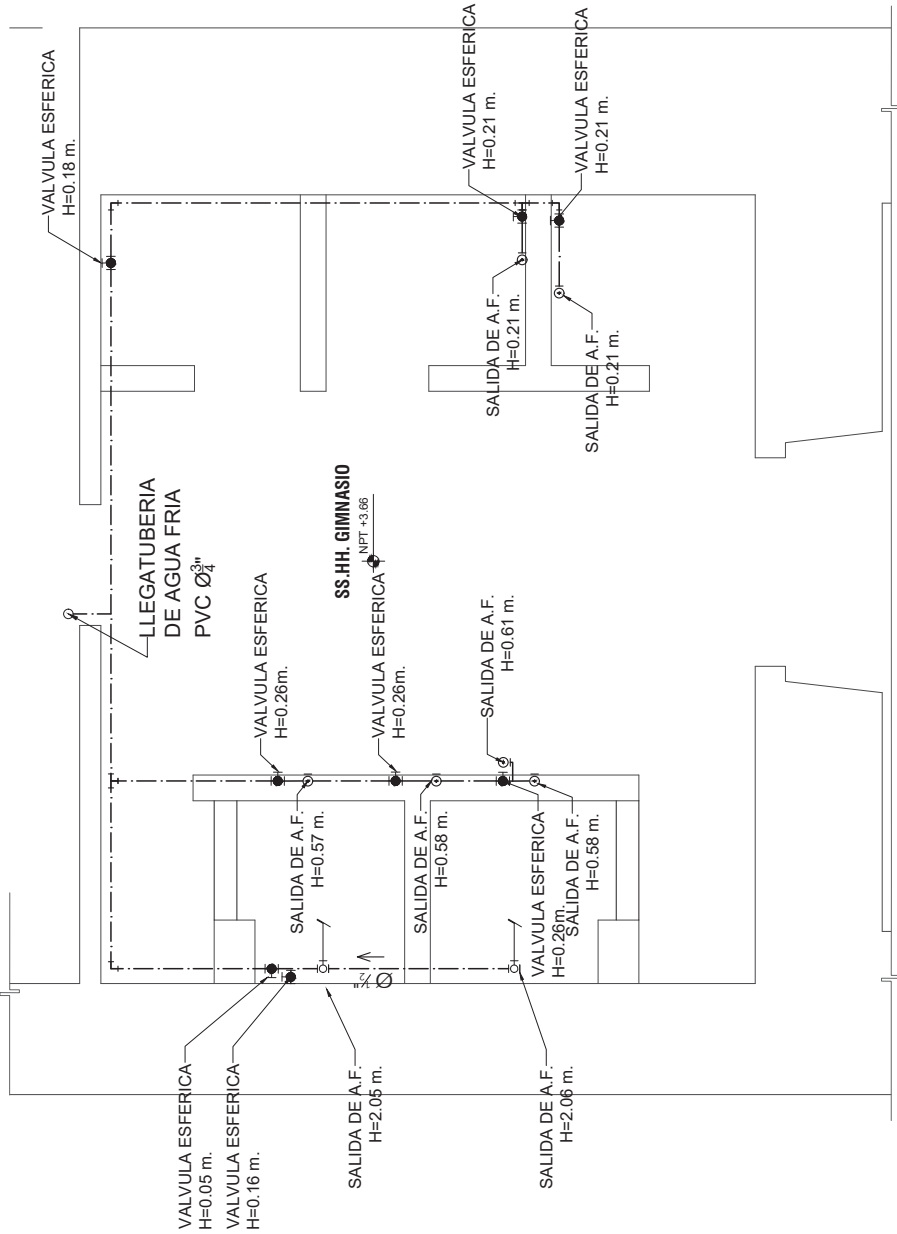 VALVULA ESFERICA
H=0.18 m.
VALVULA ESFERICA
H=0.21 m.
VALVULA ESFERICA
H=0.21 m.
SALIDA DE A.F.
H=0.21 m.
SALIDA DE A.F.
H=0.21 m.
LLEGATUBERIA
DE AGUA FRIA
PVC Ø3/4"
SS.HH. GIMNASIO
NPT +3.66
VALVULA ESFERICA
H=0.26m.
VALVULA ESFERICA
H=0.26m.
SALIDA DE A.F.
H=0.61 m.
SALIDA DE A.F.
H=0.57 m.
SALIDA DE A.F.
H=0.58 m.
VALVULA ESFERICA
H=0.26m.
SALIDA DE A.F.
H=0.58 m.
Ø ½"
VALVULA ESFERICA
H=0.05 m.
VALVULA ESFERICA
H=0.16 m.
SALIDA DE A.F.
H=2.05 m.
SALIDA DE A.F.
H=2.06 m.